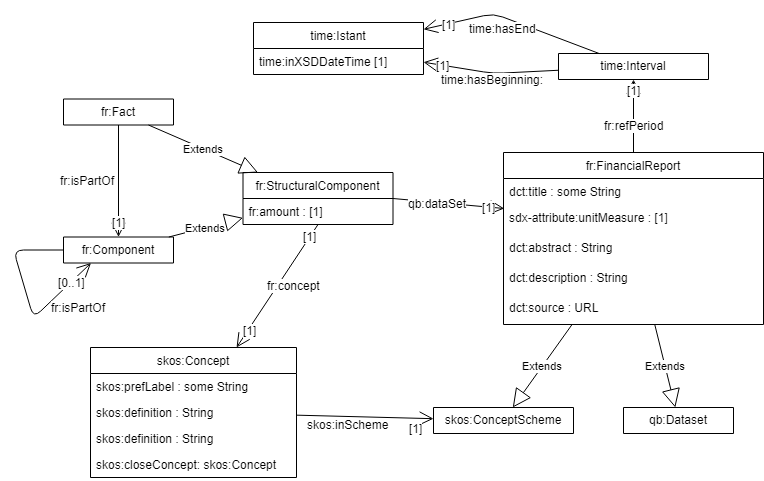 time:Istant
time:inXSDDateTime [1]
[1]
time:hasEnd
[1]
time:hasBeginning:
time:Interval
[1]
fr:refPeriod
fr:Fact
Extends
fr:isPartOf
[1]
fr:Component
Extends
[0..1]
fr:isPartOf
fr:StructuralComponent
fr:amount : [1]
qb:dataSet
[1]
fr:FinancialReport
dct:title : some String
sdx-attribute:unitMeasure : [1]
dct:abstract : String
dct:description : String
dct:source : URL
[1]
fr:concept
[1]
skos:Concept
skos:prefLabel : some String
skos:definition : String
skos:definition : String
skos:closeConcept: skos:Concept
skos:inScheme
[1]
Extends
Extends
skos:ConceptScheme
qb:Dataset